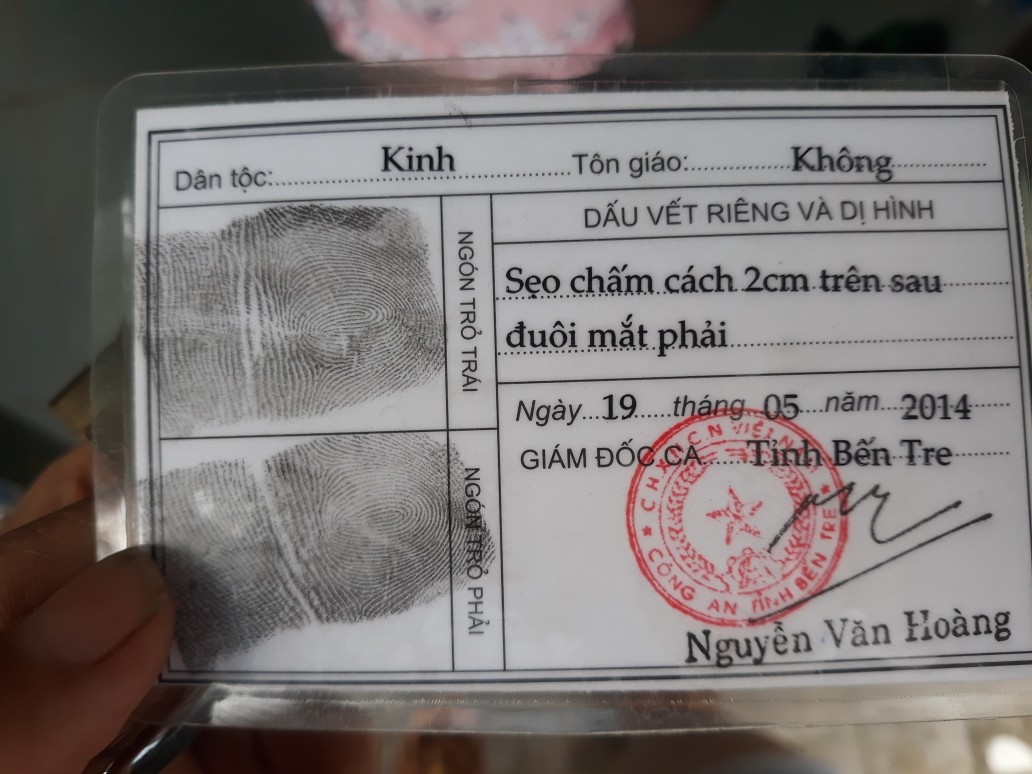 Dân tộc: Kinh Tôn giáo: Không
NGÓN TRỎ TRÁI
DẤU VẾT RIÊNG VÀ DỊ HÌNH
Sẹo chấm cách 2cm trên sau
đuôi mắt phải
NGÓN TRỎ PHẢI
Ngày 19 tháng 05 năm 2014
GIÁM ĐỐC CA Tỉnh Bến Tre
C.H.X.H.C.N VIỆT NAM
CÔNG AN TỈNH BẾN TRE
Nguyễn Văn Hoàng